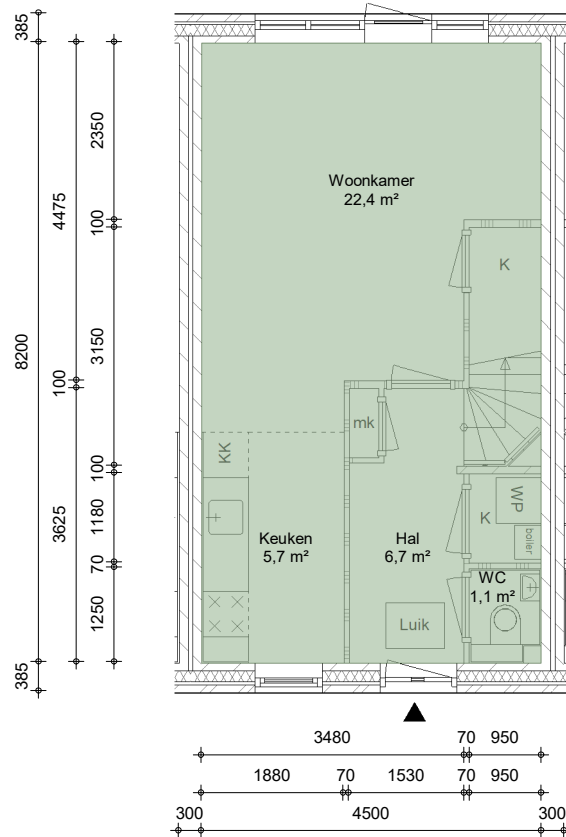 385
2350
4475
100
Woonkamer
22,4 m²
K
8200
3150
100
mk
KK
100
1180
3625
WP
K
boiler
Keuken
5,7 m²
Hal
6,7 m²
70
WC
1,1 m²
1250
Luik
385
3480
70
950
1880
70
1530
70
950
300
4500
300